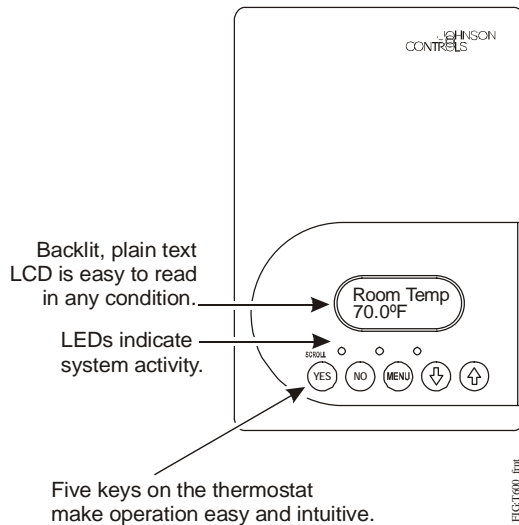 JOHNSON
CONTROLS
Backlit, plain text
LCD is easy to read
in any condition.
Room Temp
70.0ºF
LEDs indicate
system activity.
SCROLL
YES NO MENU
Five keys on the thermostat
make operation easy and intuitive.
FIG:T600_frnt